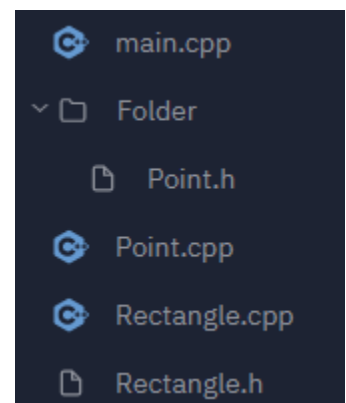 main.cpp
Folder
Point.h
Point.cpp
Rectangle.cpp
Rectangle.h